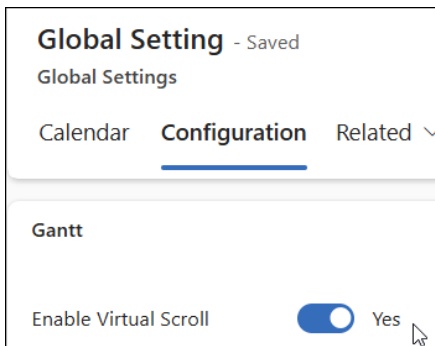 Global Setting - Saved
Global Settings
Calendar Configuration Related
Gantt
Enable Virtual Scroll Yes